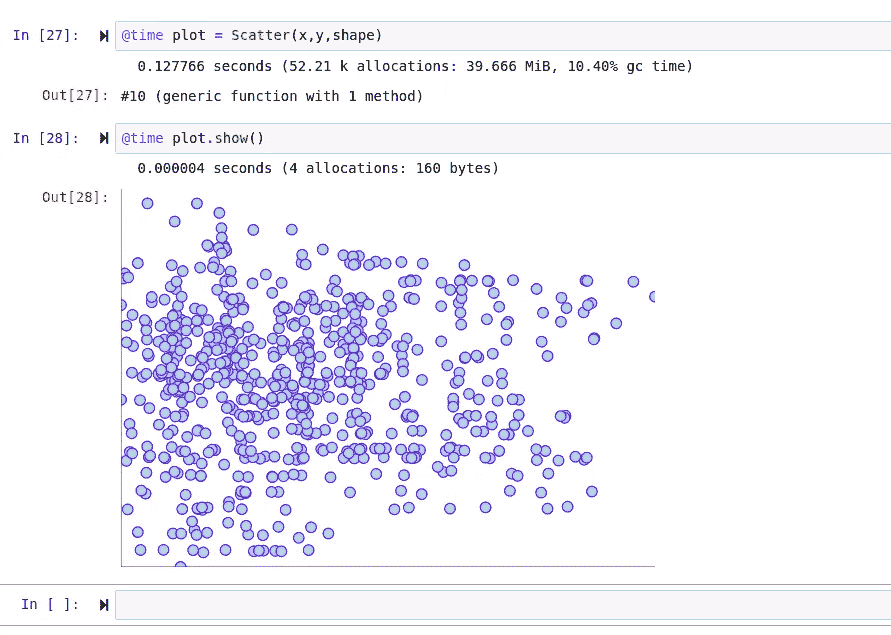 In [27]: @time plot = Scatter(x,y,shape)
0.127766 seconds (52.21 k allocations: 39.666 MiB, 10.40% gc time)
Out[27]: #10 (generic function with 1 method)
In [28]: @time plot.show()
0.000004 seconds (4 allocations: 160 bytes)
Out[28]:
In [ ]: